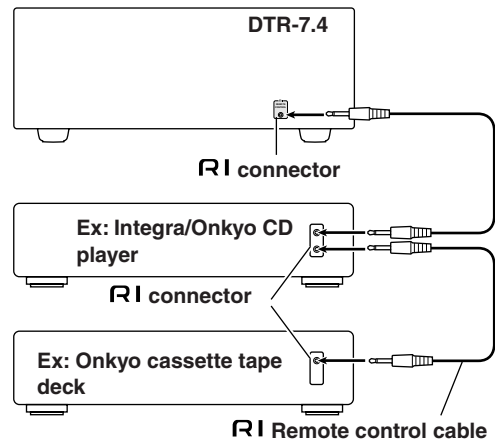 DTR-7.4
RI connector
Ex: Integra/Onkyo CD
player
RI connector
Ex: Onkyo cassette tape
deck
RI Remote control cable